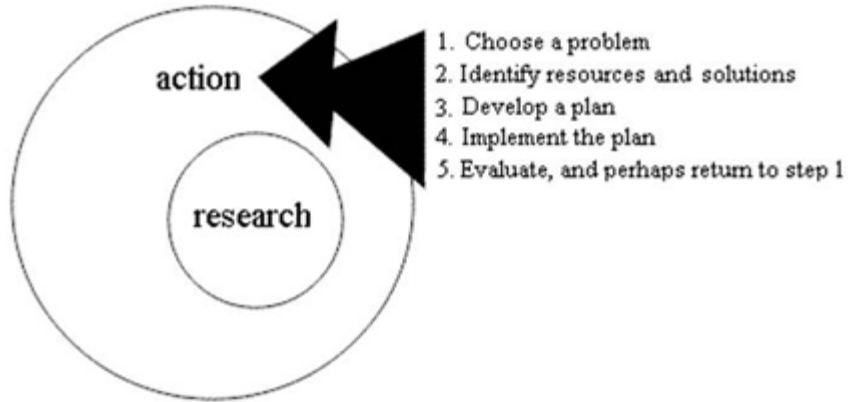 action
research
1. Choose a problem
2. Identify resources and solutions
3. Develop a plan
4. Implement the plan
5. Evaluate, and perhaps return to step 1